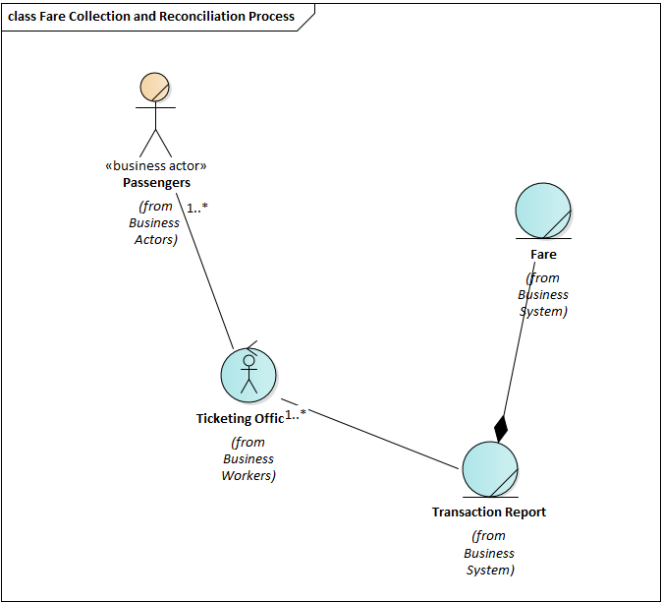 class Fare Collection and Reconciliation Process
«business actor»
Passengers
(from
Business
Actors)
1..*
Fare
(from
Business
System)
Ticketing Offic
1..*
(from
Business
Workers)
Transaction Report
(from
Business
System)